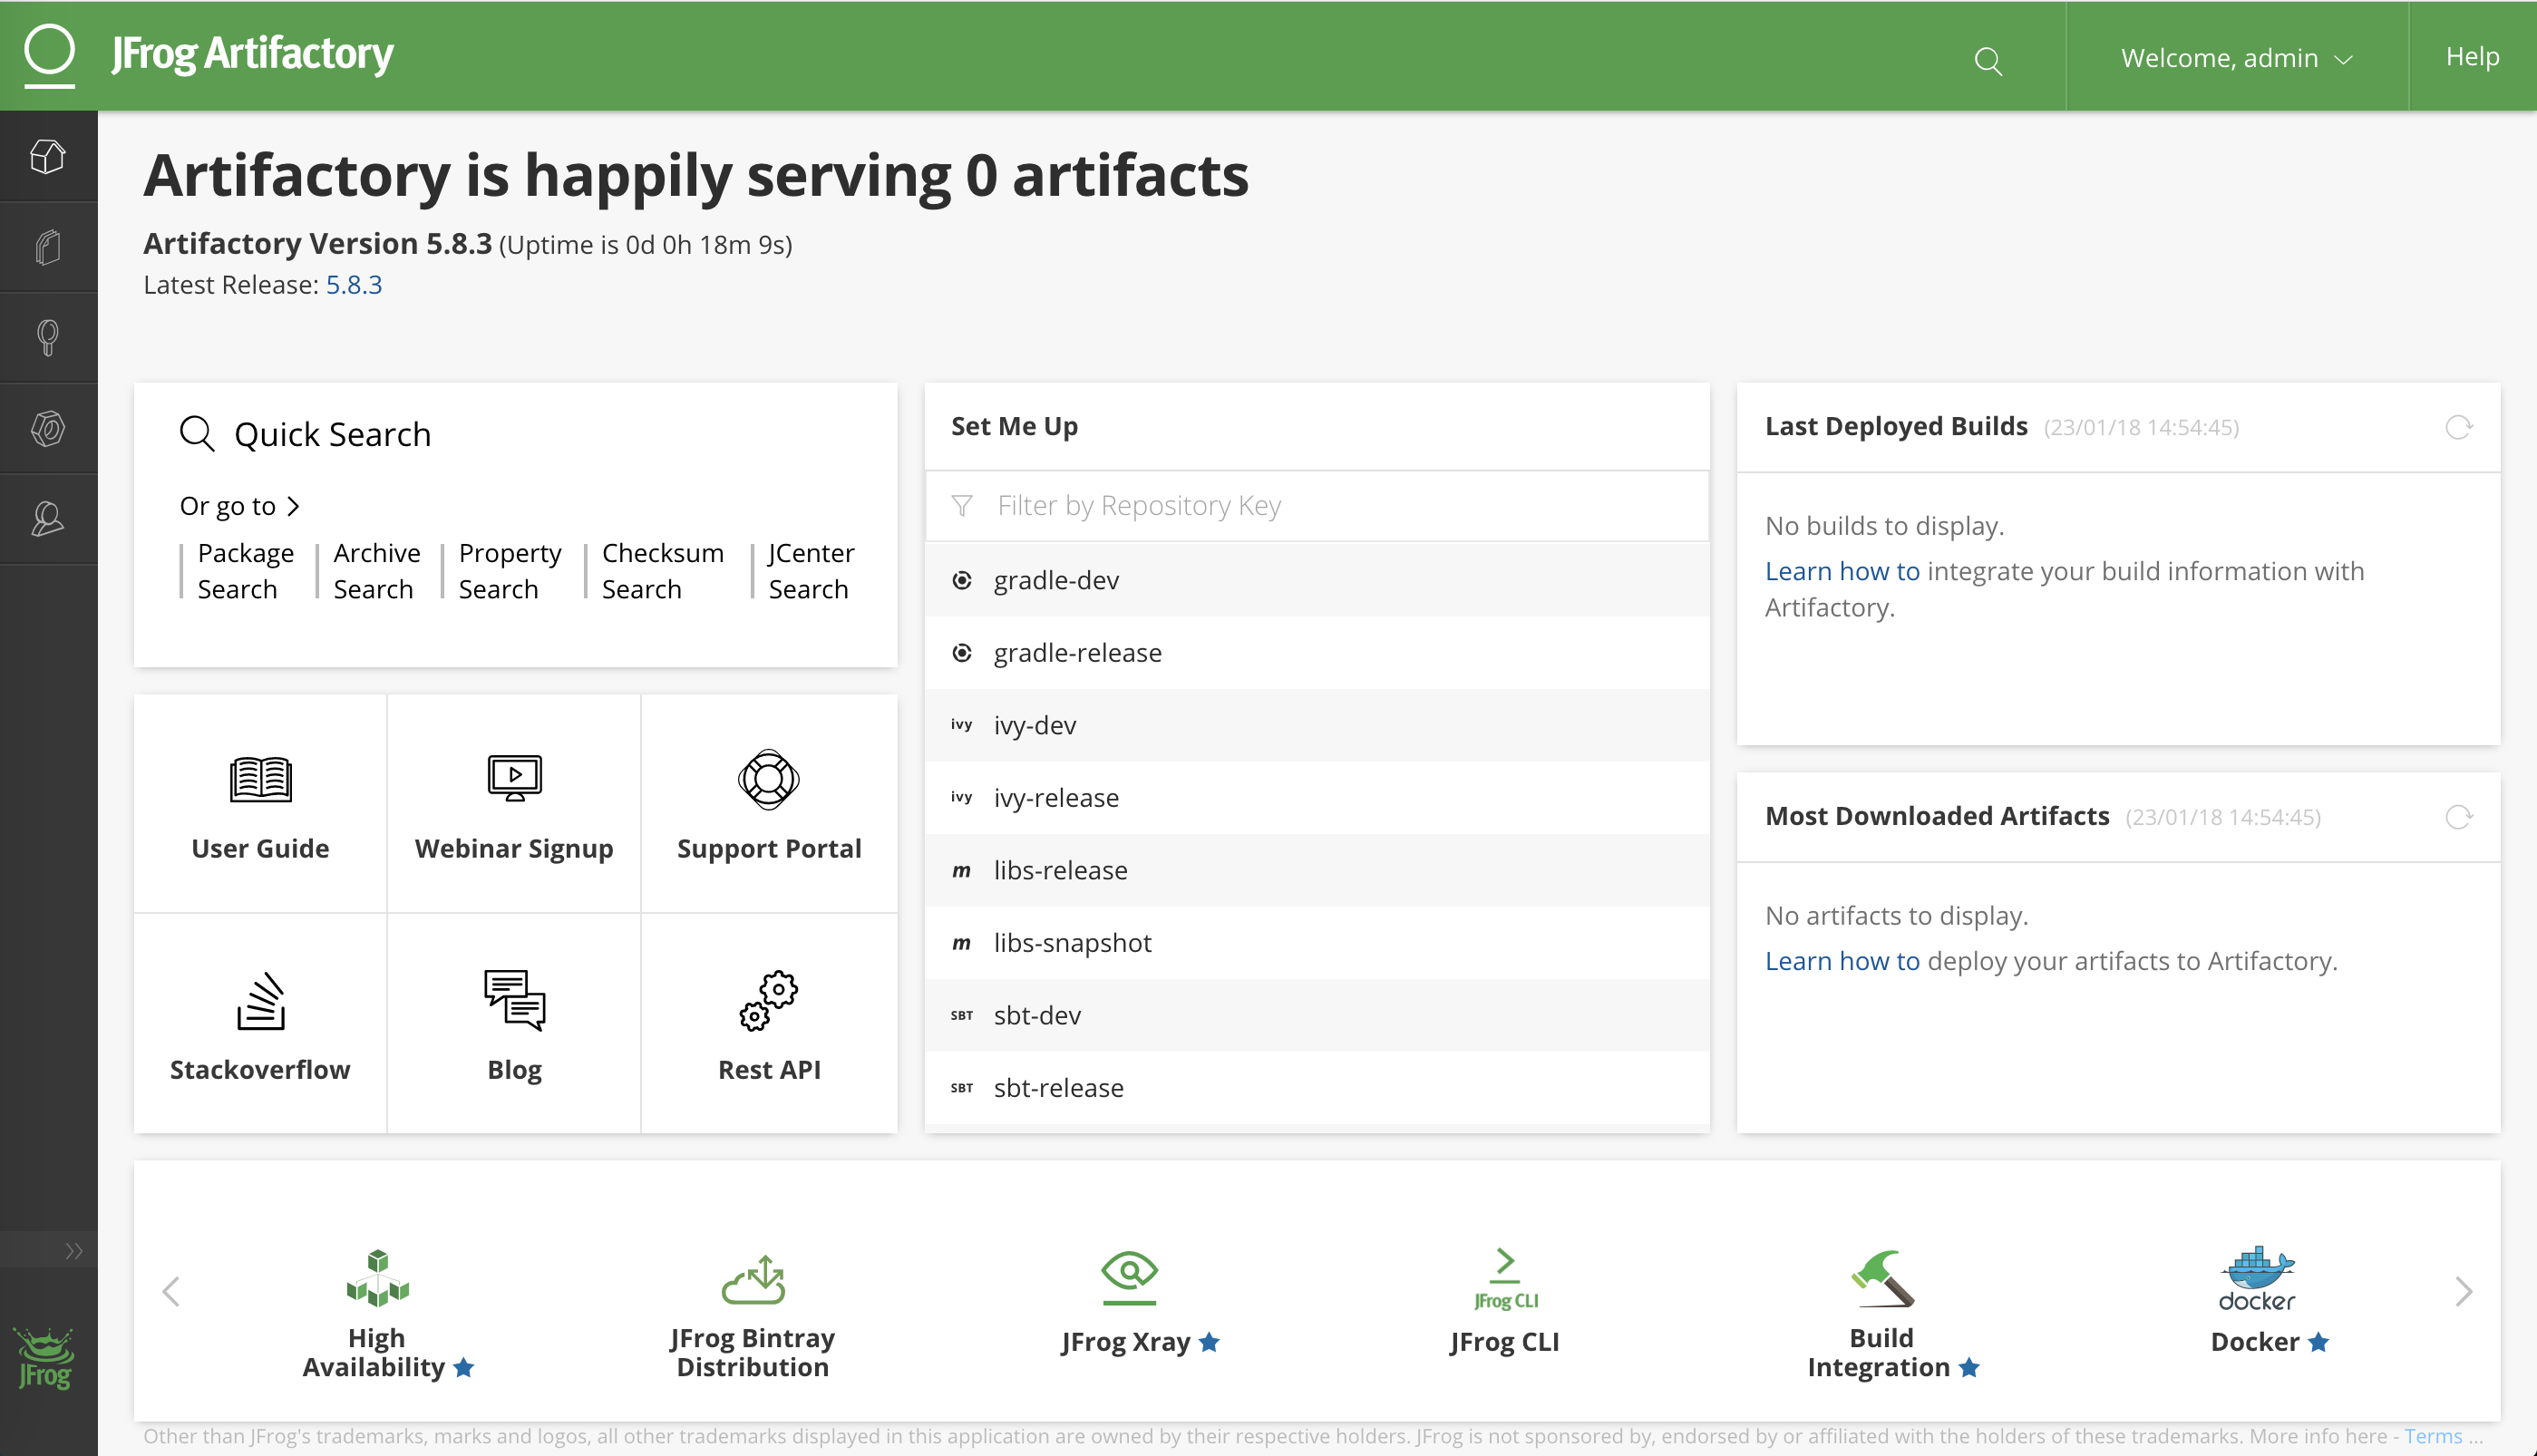 JFrog Artifactory
Welcome, admin
Help
Artifactory is happily serving 0 artifacts
Artifactory Version 5.8.3 (Uptime is 0d 0h 18m 9s)
Latest Release: 5.8.3
Quick Search
Or go to
Package Search
Archive Search
Property Search
Checksum Search
JCenter Search
User Guide
Webinar Signup
Support Portal
Stackoverflow
Blog
Rest API
Set Me Up
Filter by Repository Key
gradle-dev
gradle-release
ivy ivy-dev
ivy ivy-release
m libs-release
m libs-snapshot
SBT sbt-dev
SBT sbt-release
Last Deployed Builds (23/01/18 14:54:45)
No builds to display.
Learn how to integrate your build information with
Artifactory.
Most Downloaded Artifacts (23/01/18 14:54:45)
No artifacts to display.
Learn how to deploy your artifacts to Artifactory.
High
Availability
JFrog Bintray
Distribution
JFrog Xray
JFrog CLI
JFrog CLI
Build
Integration
docker
Docker
JFrog
Other than JFrog's trademarks, marks and logos, all other trademarks displayed in this application are owned by their respective holders. JFrog is not sponsored by, endorsed by or affiliated with the holders of these trademarks. More info here - Terms ...